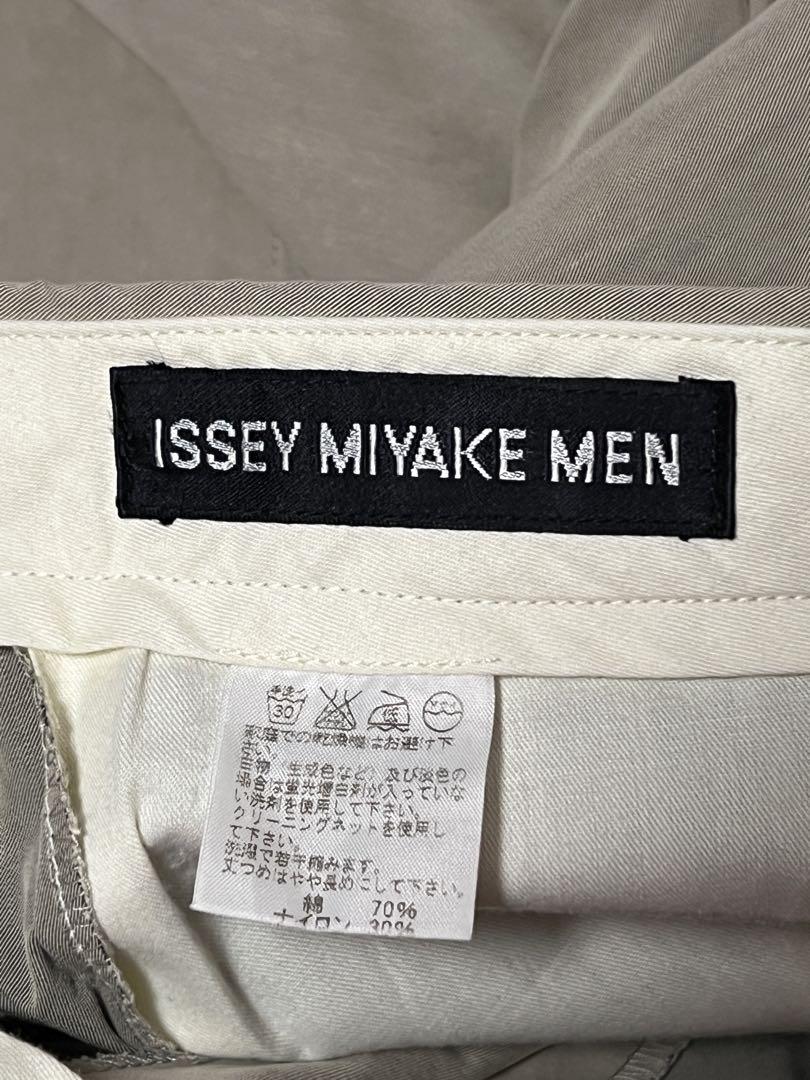 ISSEY MIYAKE MEN
手洗イ
30
低
家庭での乾燥機はお避け下
さい。
白物（生成色など）及び淡色の
場合は蛍光増白剤が入っていな
い洗剤を使用して下さい。
クリーニングネットを使用し
て下さい。
洗濯で若干縮みます。
丈つめはやや長めにして下さい。
綿 70%
ナイロン 30%